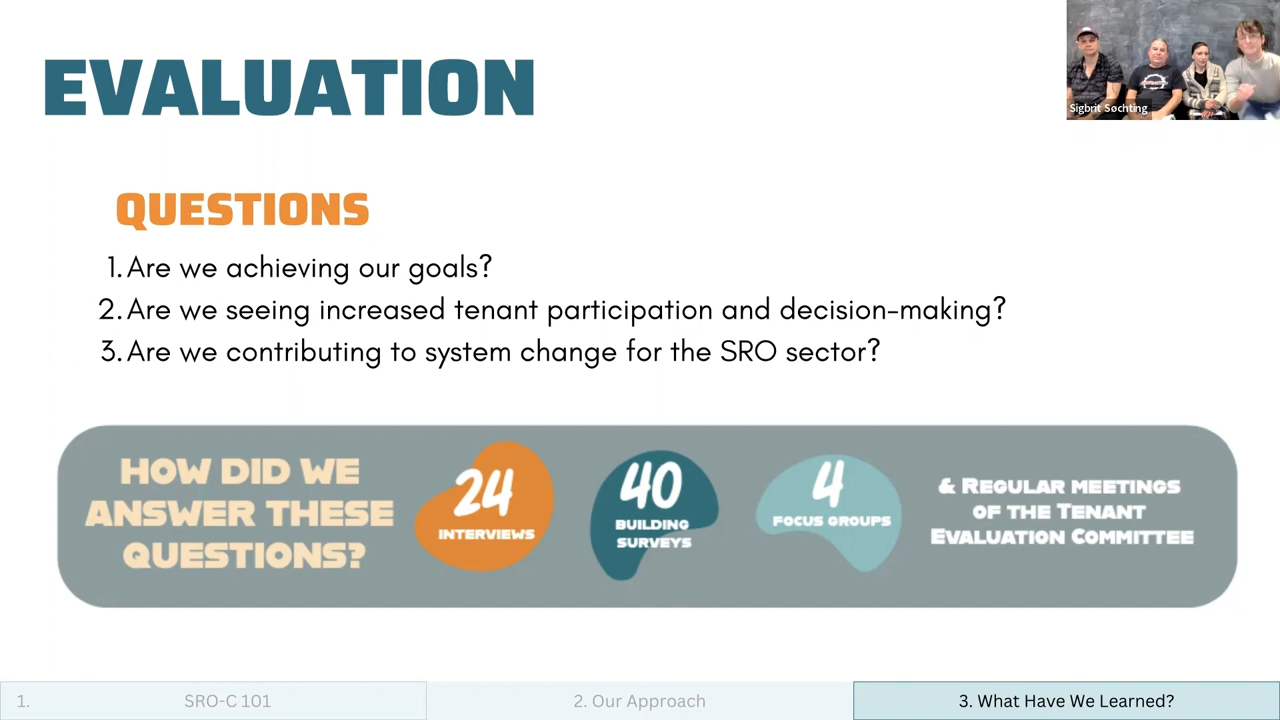 EVALUATION
Sigbrit Søchting
QUESTIONS
1. Are we achieving our goals?
2. Are we seeing increased tenant participation and decision-making?
3. Are we contributing to system change for the SRO sector?
HOW DID WE
ANSWER THESE
QUESTIONS?
24
INTERVIEWS
40
BUILDING
SURVEYS
4
FOCUS GROUPS
& REGULAR MEETINGS
OF THE TENANT
EVALUATION COMMITTEE
1. SRO-C 101
2. Our Approach
3. What Have We Learned?